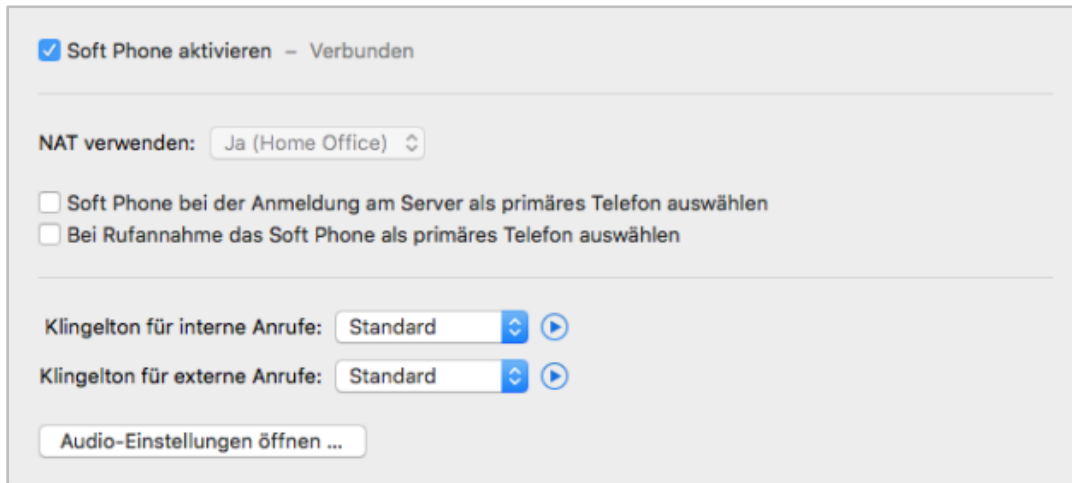 Soft Phone aktivieren – Verbunden
NAT verwenden: Ja (Home Office)
Soft Phone bei der Anmeldung am Server als primäres Telefon auswählen
Bei Rufannahme das Soft Phone als primäres Telefon auswählen
Klingelton für interne Anrufe: Standard
Klingelton für externe Anrufe: Standard
Audio-Einstellungen öffnen ...